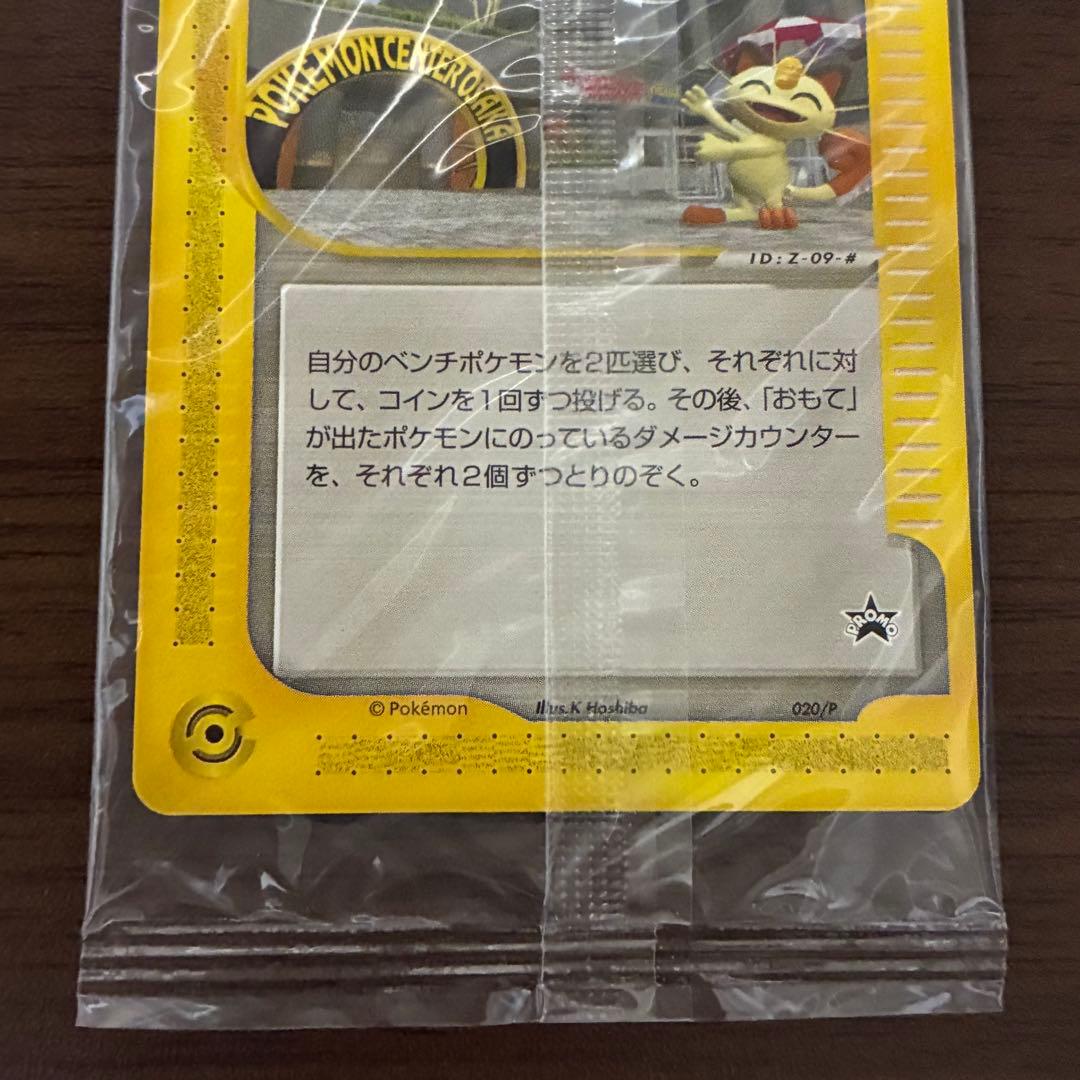 POKÉMON CENTER OSAKA
ID:Z-09-#
自分のベンチポケモンを2匹選び、それぞれに対
して、コインを1回ずつ投げる。その後、「おもて」
が出たポケモンにのっているダメージカウンター
を、それぞれ2個ずつとりのぞく。
PROMO
© Pokémon
Illus.K Hoshiba
020/P